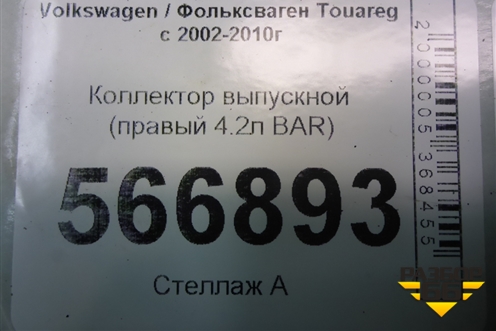 Volkswagen / Фольксваген Touareg
с 2002-2010г
Коллектор выпускной
(правый 4.2л BAR)
566893
Стеллаж А
2000005368455